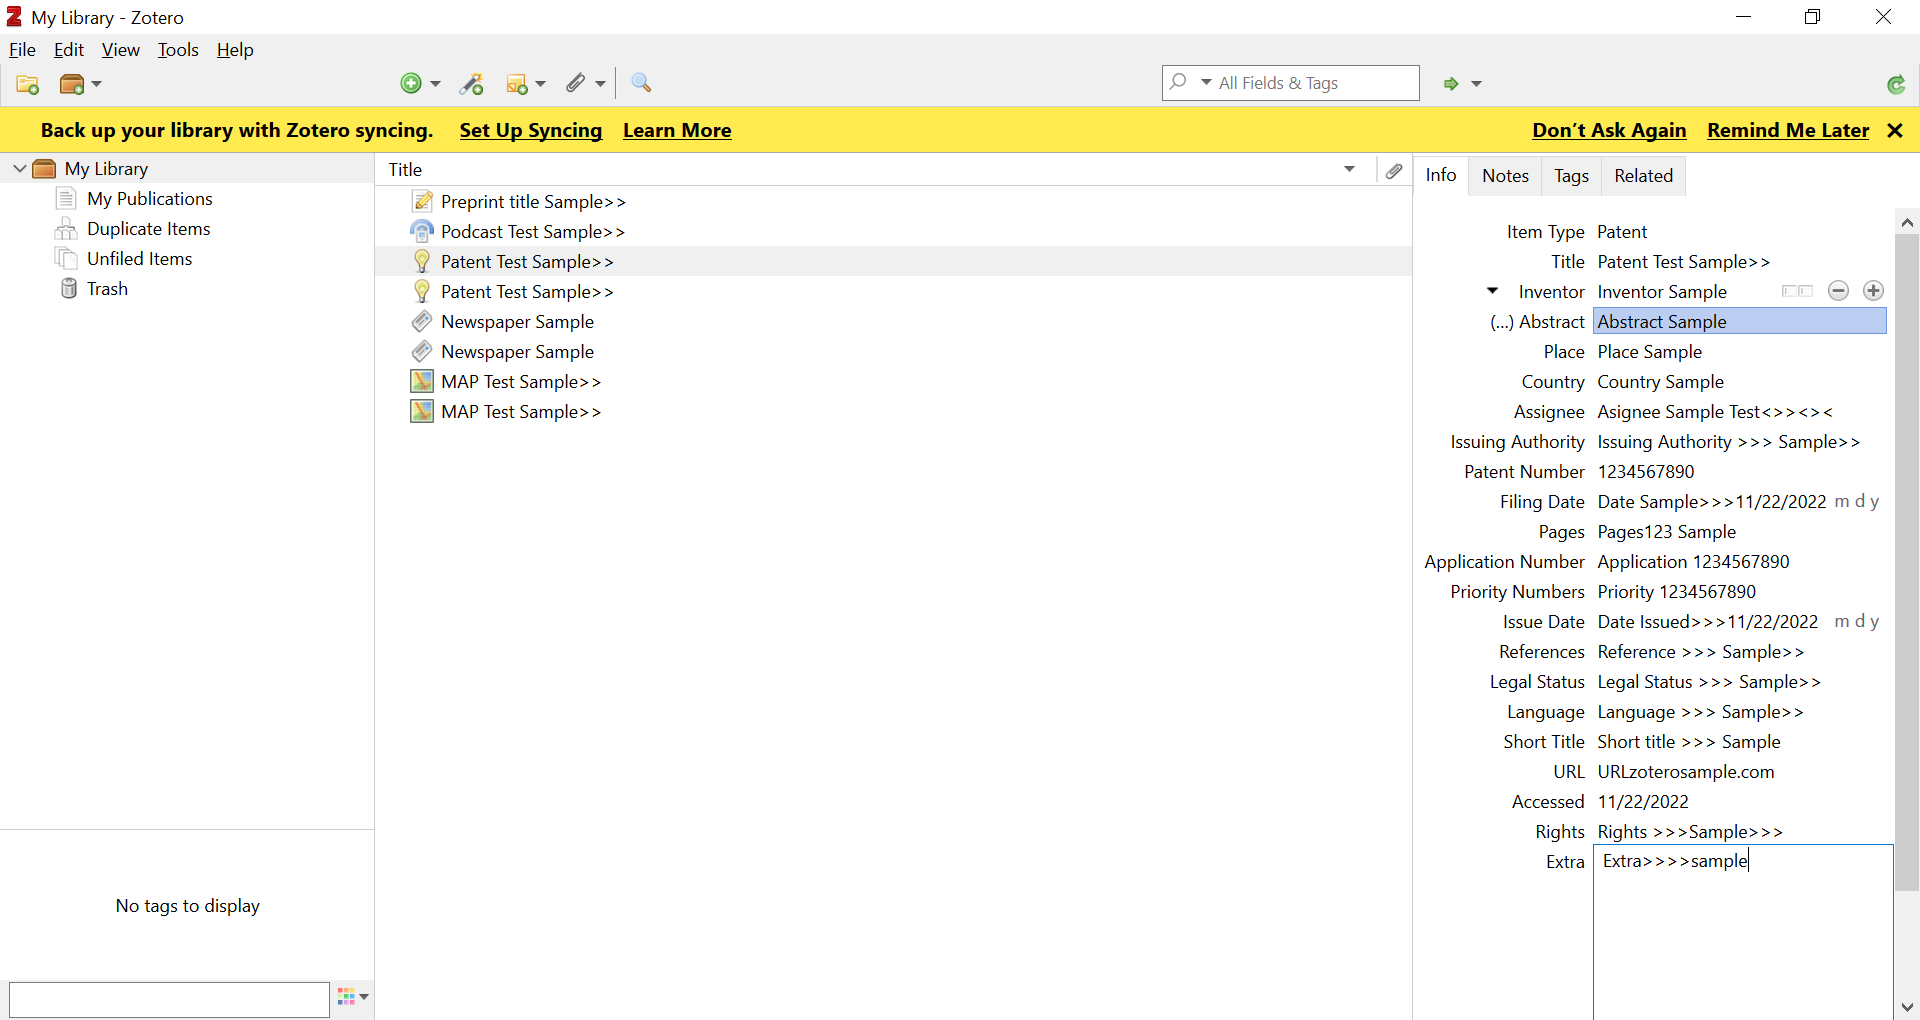 My Library - Zotero
File Edit View Tools Help
All Fields & Tags
Back up your library with Zotero syncing. Set Up Syncing Learn More Don't Ask Again Remind Me Later
My Library
My Publications
Duplicate Items
Unfiled Items
Trash
No tags to display
Title
Preprint title Sample>>
Podcast Test Sample>>
Patent Test Sample>>
Patent Test Sample>>
Newspaper Sample
Newspaper Sample
MAP Test Sample>>
MAP Test Sample>>
Info Notes Tags Related
Item Type Patent
Title Patent Test Sample>>
Inventor Inventor Sample
(...) Abstract Abstract Sample
Place Place Sample
Country Country Sample
Assignee Asignee Sample Test<>><><
Issuing Authority Issuing Authority >>> Sample>>
Patent Number 1234567890
Filing Date Date Sample>>>11/22/2022 m d y
Pages Pages123 Sample
Application Number Application 1234567890
Priority Numbers Priority 1234567890
Issue Date Date Issued>>>11/22/2022 m d y
References Reference >>> Sample>>
Legal Status Legal Status >>> Sample>>
Language Language >>> Sample>>
Short Title Short title >>> Sample
URL URLzoterosample.com
Accessed 11/22/2022
Rights Rights >>>Sample>>>
Extra Extra>>>>sample